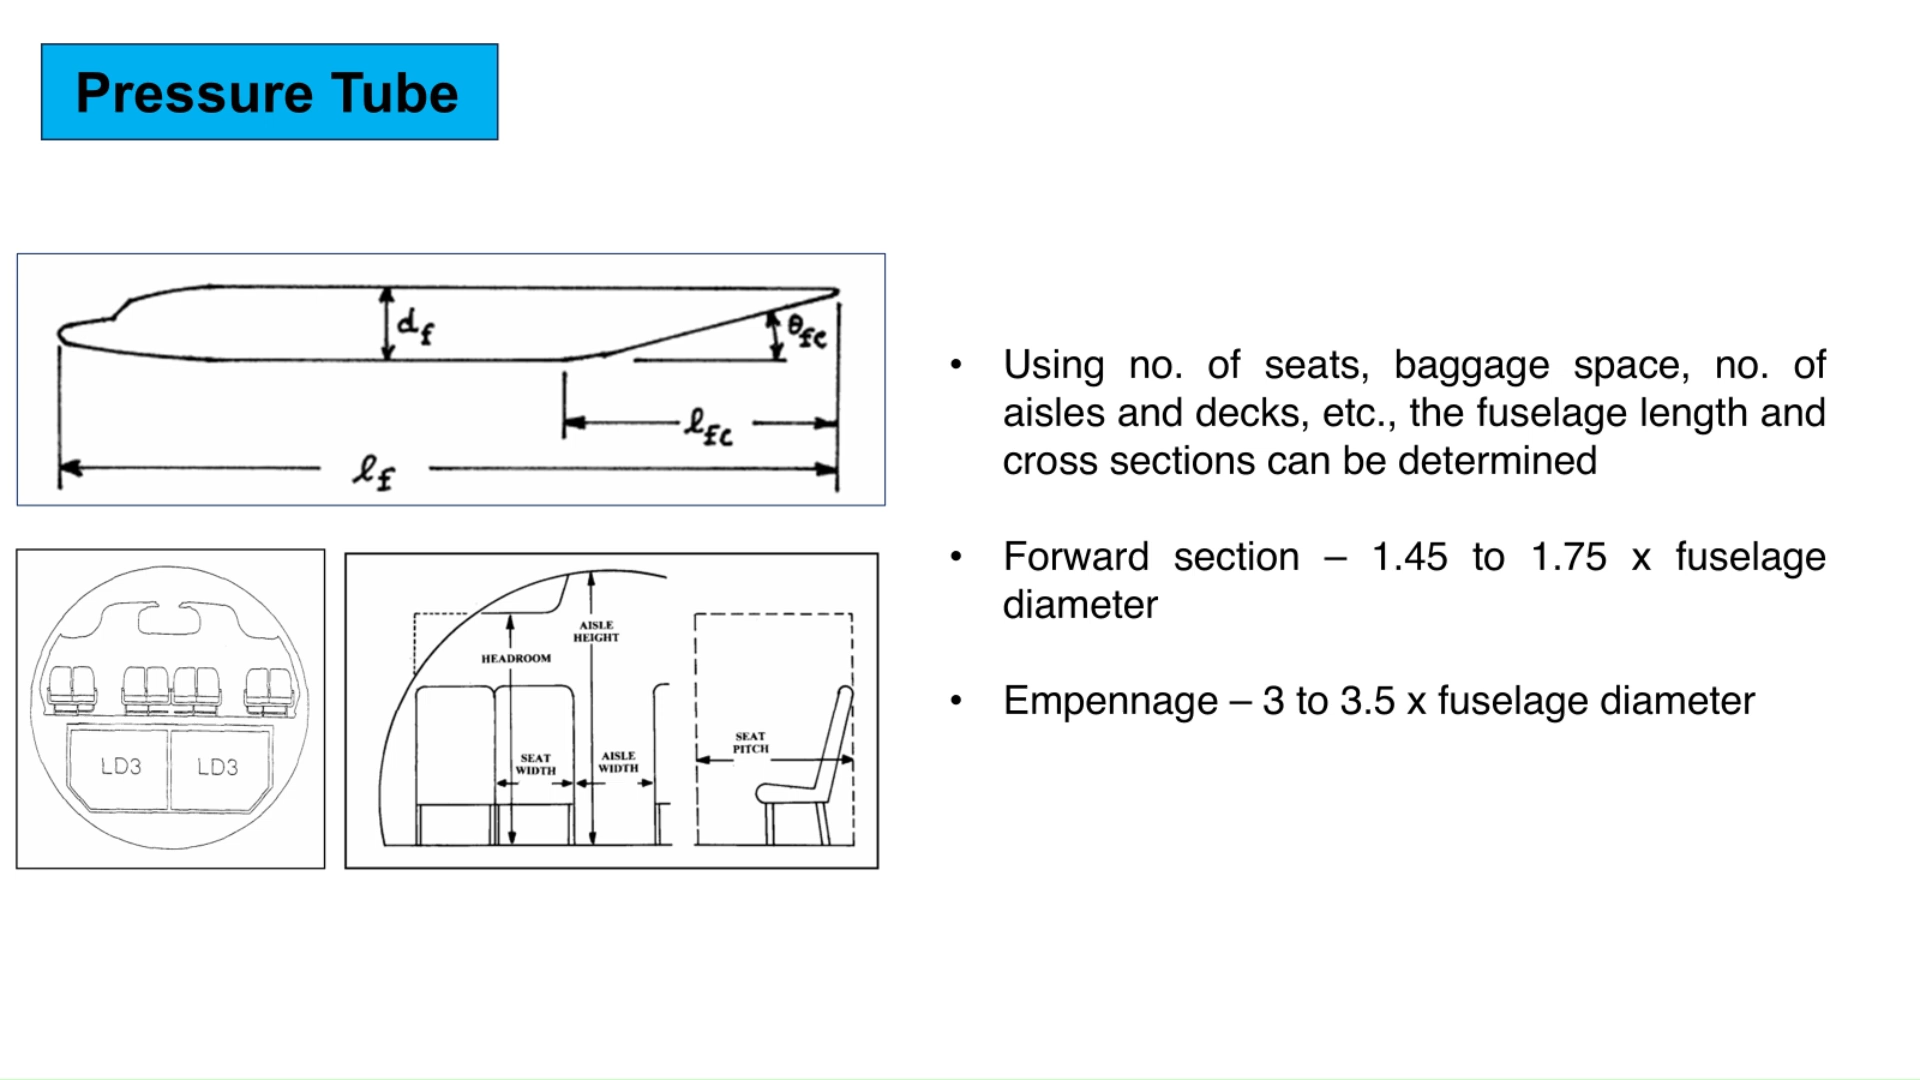 Pressure Tube
d_f
θ_fc
l_fc
l_f
LD3 LD3
AISLE
HEIGHT
HEADROOM
SEAT
WIDTH
AISLE
WIDTH
SEAT
PITCH
• Using no. of seats, baggage space, no. of
aisles and decks, etc., the fuselage length and
cross sections can be determined
• Forward section – 1.45 to 1.75 x fuselage
diameter
• Empennage – 3 to 3.5 x fuselage diameter